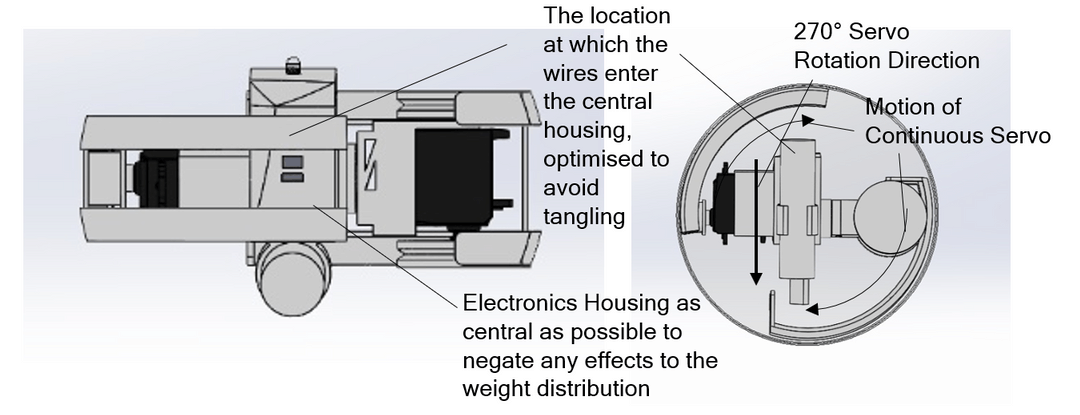 The location
at which the
wires enter
the central
housing,
optimised to
avoid
tangling
270° Servo
Rotation Direction
Motion of
Continuous Servo
Electronics Housing as
central as possible to
negate any effects to the
weight distribution